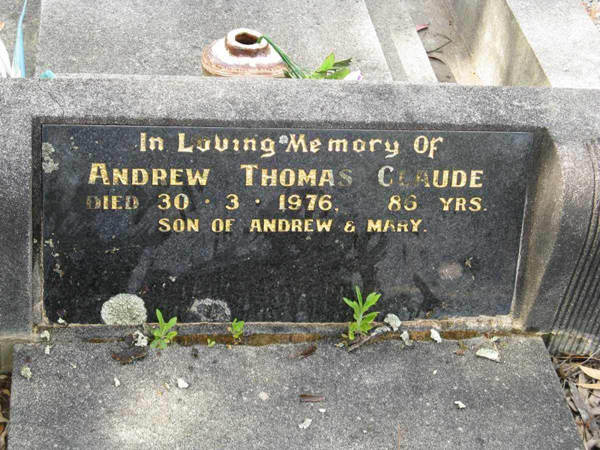 In Loving Memory Of
ANDREW THOMAS CLAUDE
DIED 30 · 3 · 1976. 86 YRS.
SON OF ANDREW & MARY.